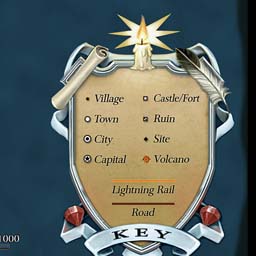 Village Castle/Fort
Town Ruin
City Site
Capital Volcano
Lightning Rail
Road
1000
KEY